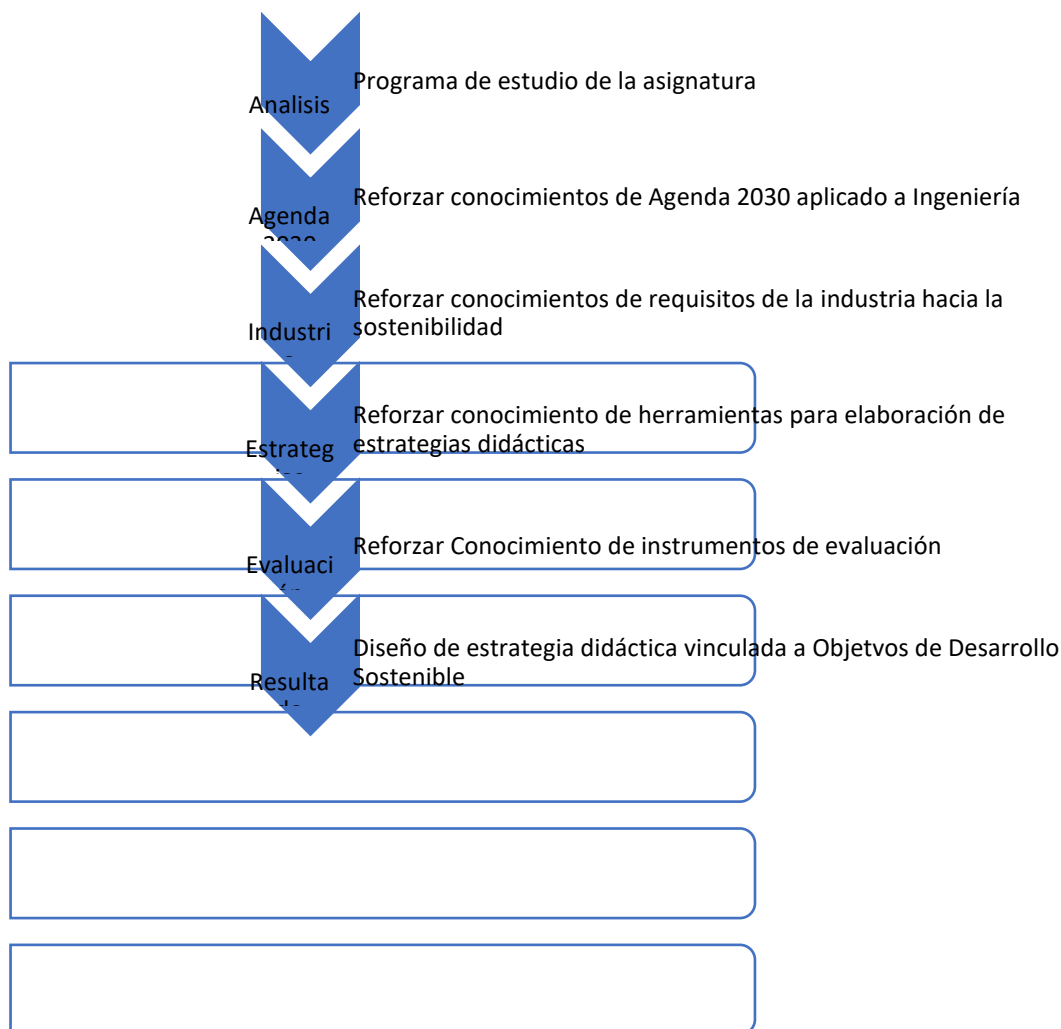 Programa de estudio de la asignatura
Analisis
Reforzar conocimientos de Agenda 2030 aplicado a Ingeniería
Agenda
Reforzar conocimientos de requisitos de la industria hacia la
sostenibilidad
Industri
Reforzar conocimiento de herramientas para elaboración de
estrategias didácticas
Estrateg
Reforzar Conocimiento de instrumentos de evaluación
Evaluaci
Diseño de estrategia didáctica vinculada a Objetvos de Desarrollo
Sostenible
Resulta